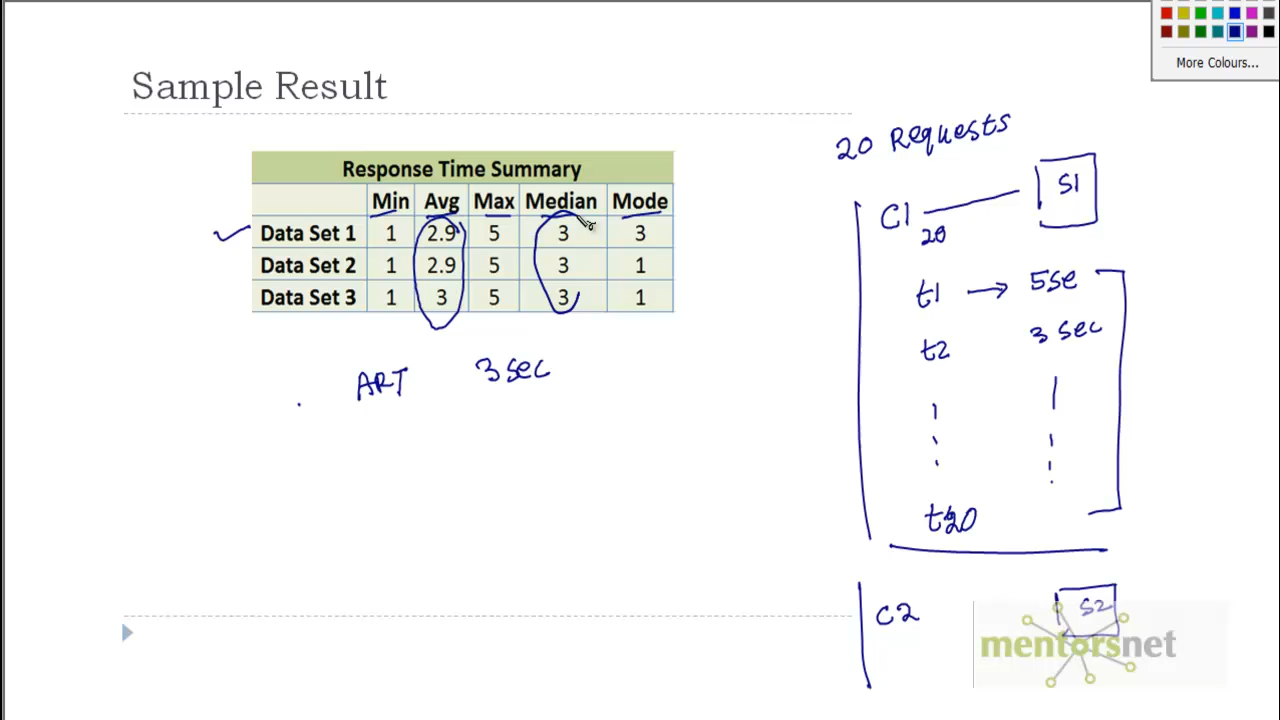 More Colours...
Sample Result
Response Time Summary
Min Avg Max Median Mode
Data Set 1 1 2.9 5 3 3
Data Set 2 1 2.9 5 3 1
Data Set 3 1 3 5 3 1
ART 3 sec
20 Requests
C1 S1
20
t1 → 5se
t2 3 sec
t20
C2 S2
mentorsnet